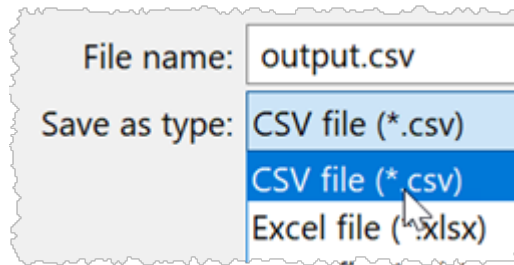 File name: output.csv
Save as type: CSV file (*.csv)
CSV file (*.csv)
Excel file (*.xlsx)